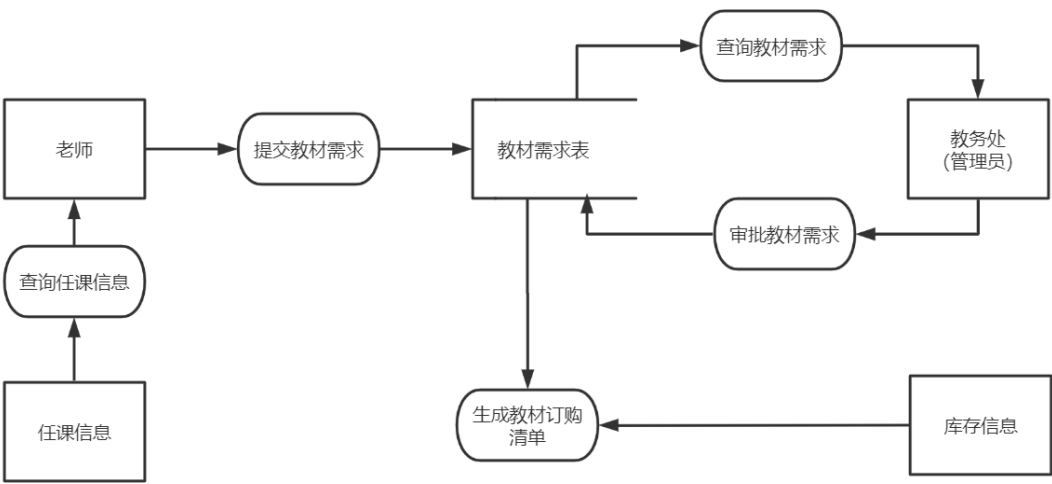 查询教材需求
老师
提交教材需求
教材需求表
教务处
（管理员）
审批教材需求
查询任课信息
任课信息
生成教材订购
清单
库存信息